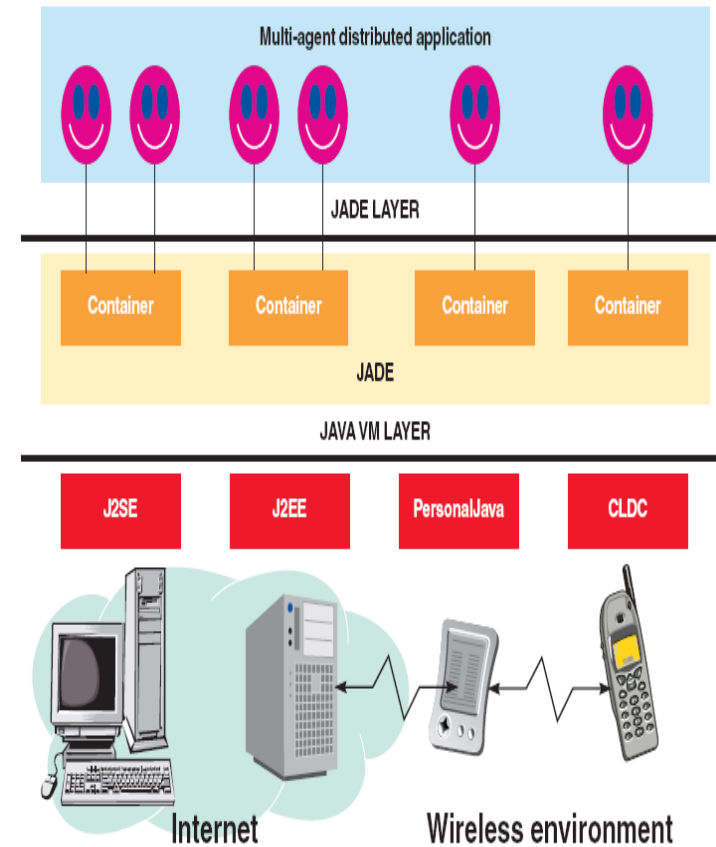 Multi-agent distributed application
JADE LAYER
Container Container Container Container
JADE
JAVA VM LAYER
J2SE J2EE PersonalJava CLDC
Internet Wireless environment